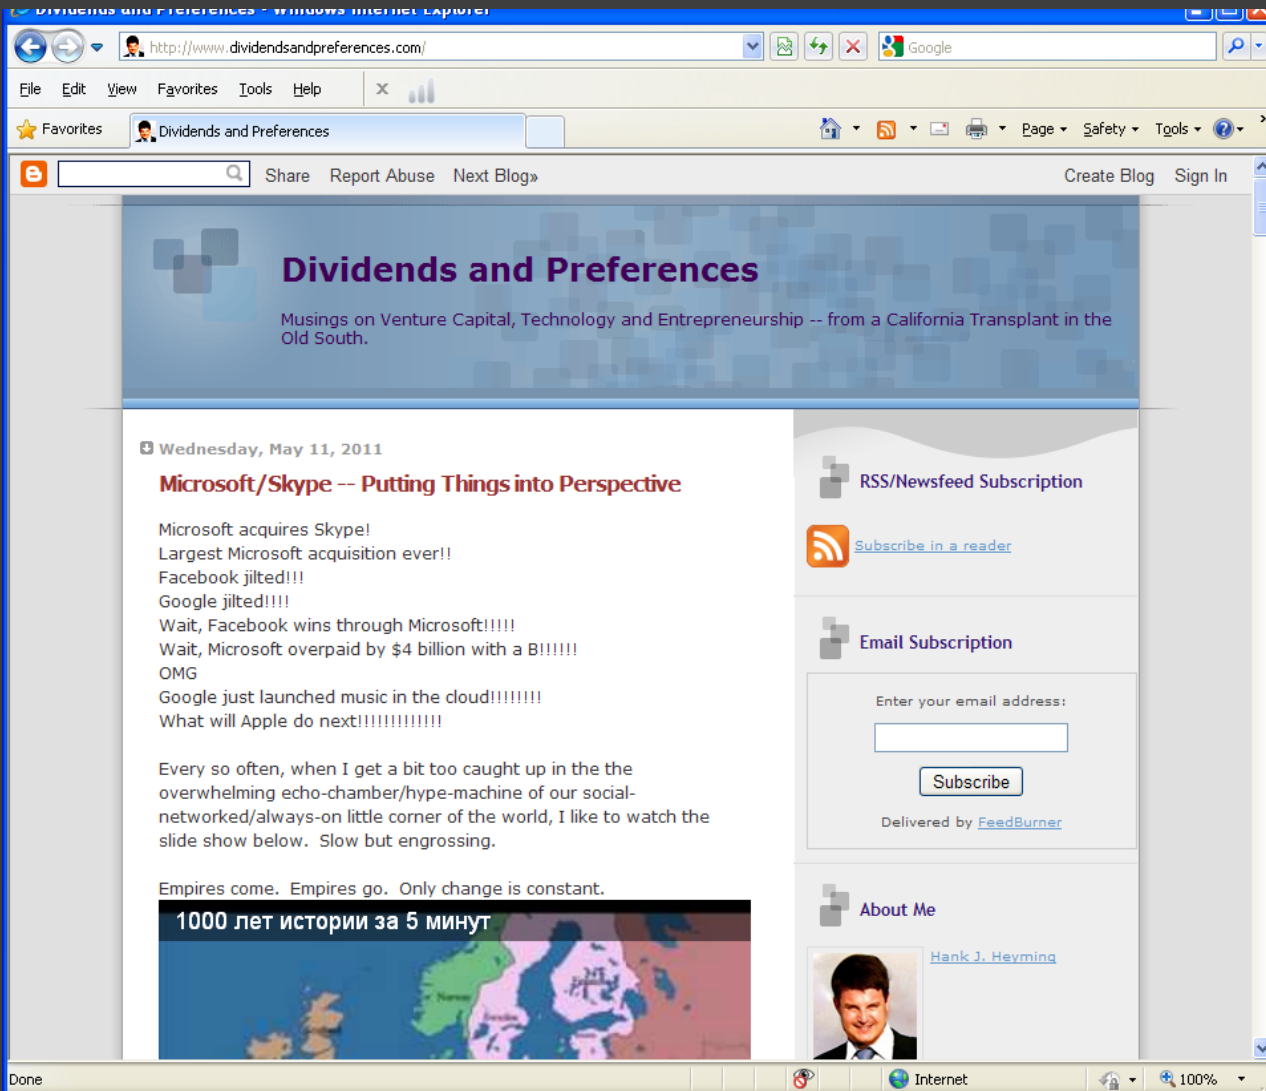 Dividends and Preferences - Windows Internet Explorer
http://www.dividendsandpreferences.com/
Google
File Edit View Favorites Tools Help
Favorites
Dividends and Preferences
Page Safety Tools
Share Report Abuse Next Blog»
Create Blog Sign In
Dividends and Preferences
Musings on Venture Capital, Technology and Entrepreneurship -- from a California Transplant in the
Old South.
Wednesday, May 11, 2011
Microsoft/Skype -- Putting Things into Perspective
Microsoft acquires Skype!
Largest Microsoft acquisition ever!!
Facebook jilted!!!
Google jilted!!!!
Wait, Facebook wins through Microsoft!!!!!
Wait, Microsoft overpaid by $4 billion with a B!!!!!!
OMG
Google just launched music in the cloud!!!!!!!!
What will Apple do next!!!!!!!!!!!!!
Every so often, when I get a bit too caught up in the the
overwhelming echo-chamber/hype-machine of our social-
networked/always-on little corner of the world, I like to watch the
slide show below.  Slow but engrossing.
Empires come.  Empires go.  Only change is constant.
1000 лет истории за 5 минут
Norway
Sweden
RSS/Newsfeed Subscription
Subscribe in a reader
Email Subscription
Enter your email address:
Subscribe
Delivered by FeedBurner
About Me
Hank J. Heyming
Done
Internet
100%